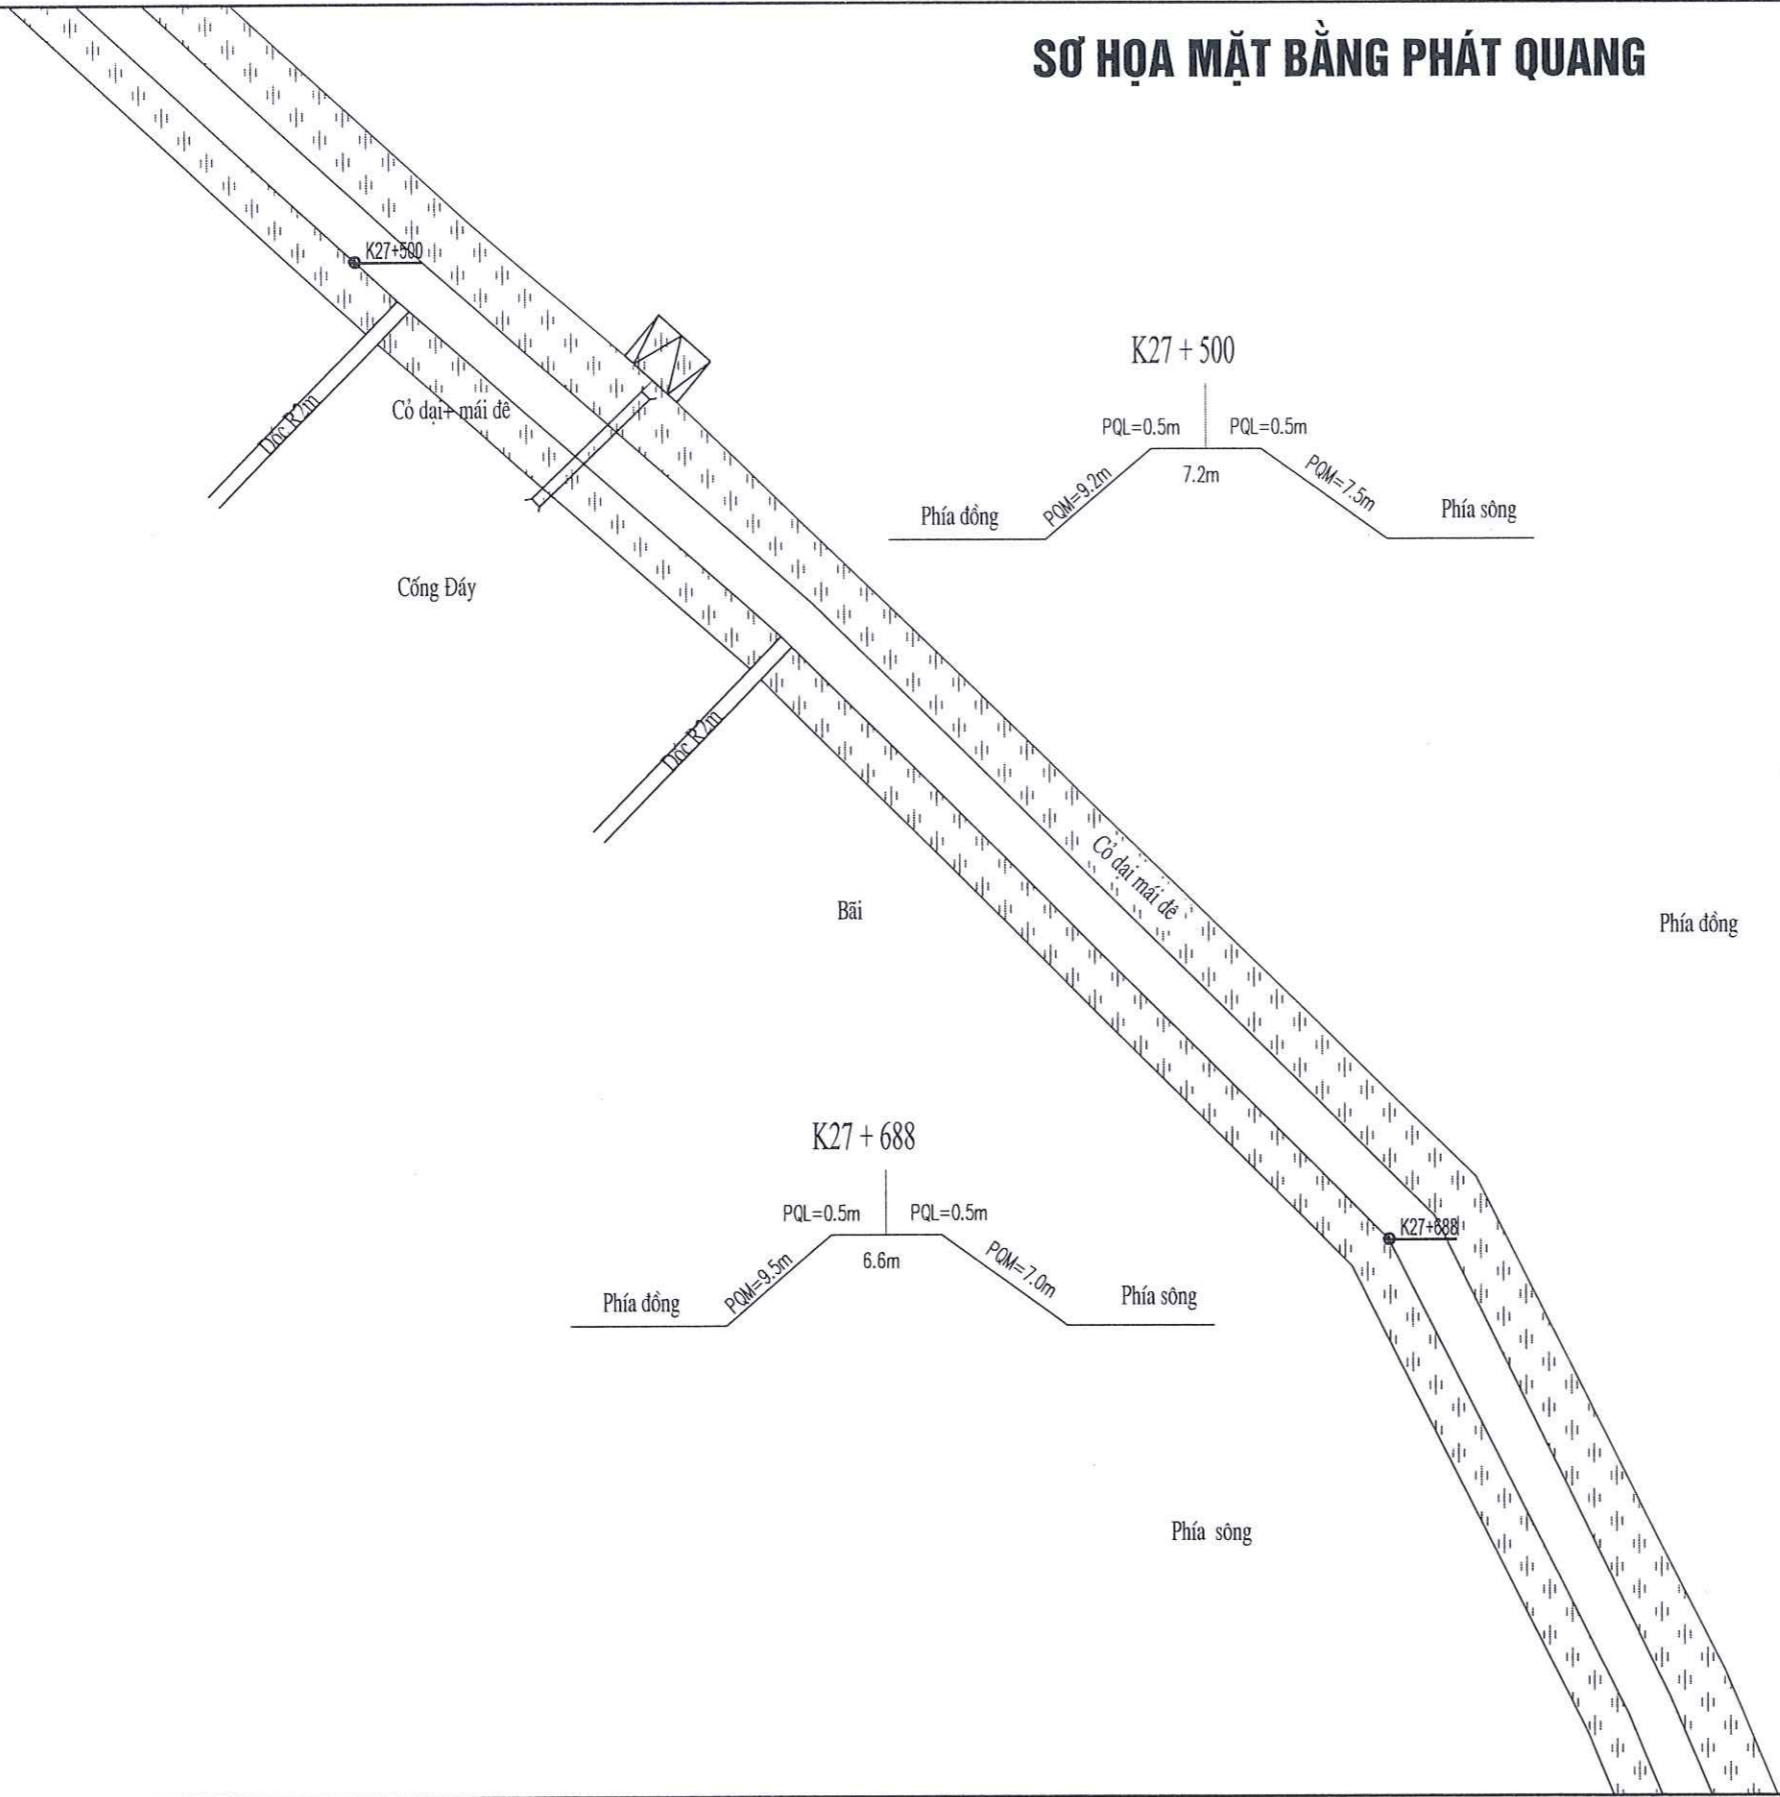 SƠ HỌA MẶT BẰNG PHÁT QUANG
K27+500
Dốc R2m
Cỏ dại+ mái đê
K27 + 500
PQL=0.5m PQL=0.5m
7.2m
PQM=9.2m
PQM=7.5m
Phía đồng
Phía sông
Cống Đáy
Dốc R2m
Cỏ dại mái đê
Bãi
Phía đồng
K27 + 688
PQL=0.5m PQL=0.5m
6.6m
PQM=9.5m
PQM=7.0m
Phía đồng
Phía sông
K27+688
Phía sông